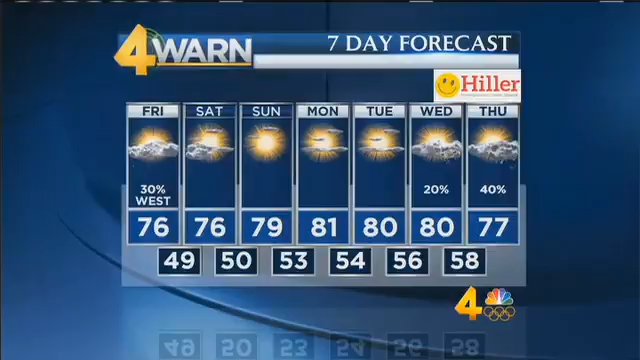 4WARN
7 DAY FORECAST
Hiller
FRI SAT SUN MON TUE WED THU
30% WEST 20% 40%
76 76 79 81 80 80 77
49 50 53 54 56 58
4